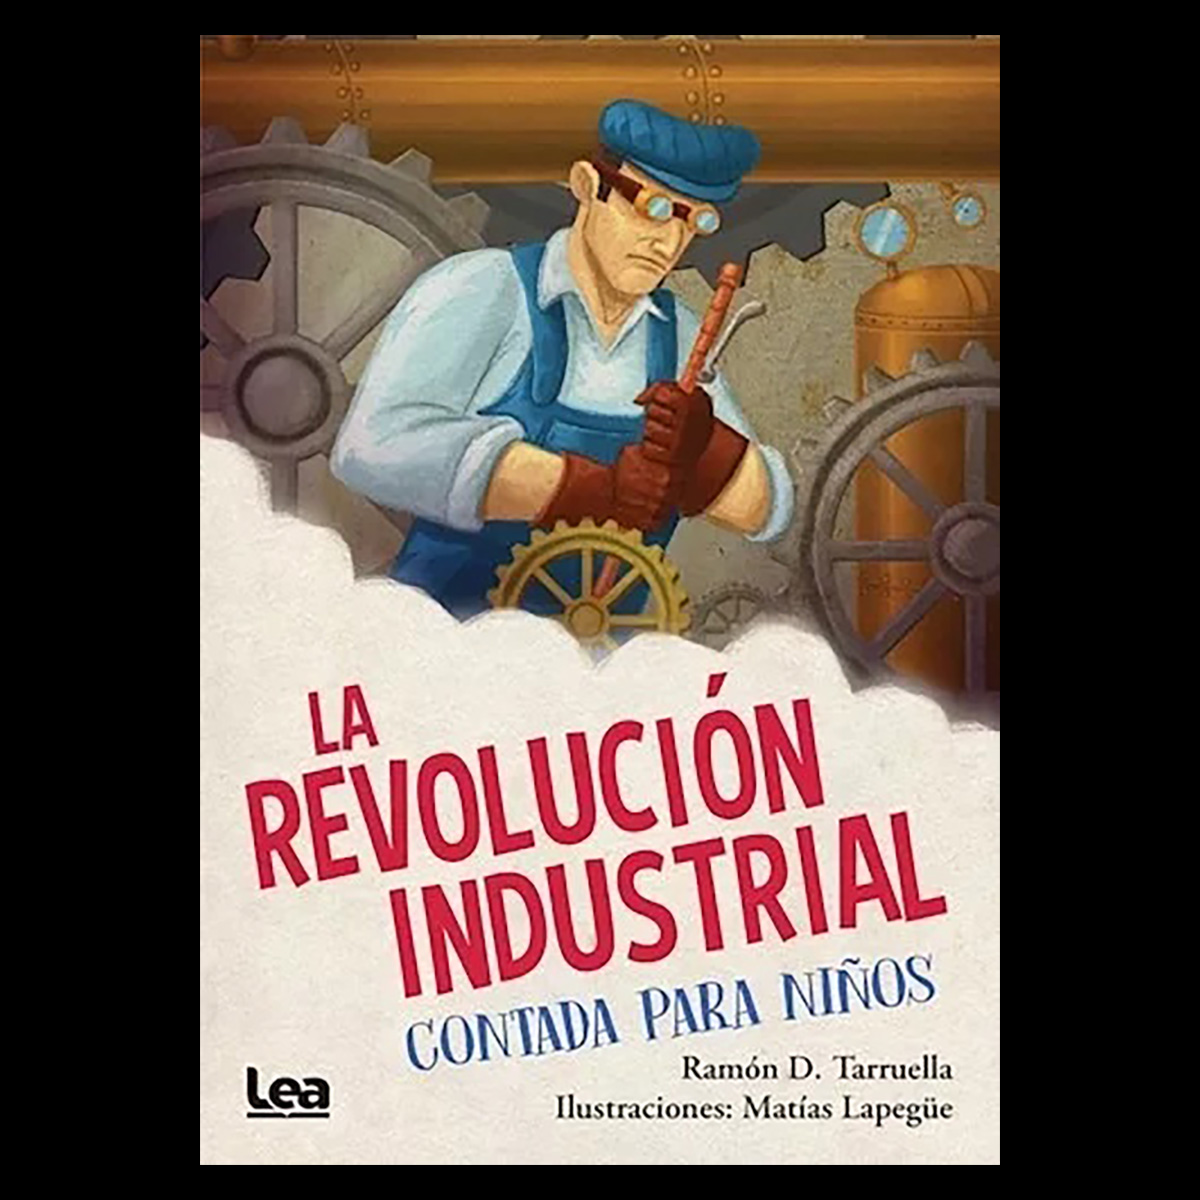 LA
REVOLUCIÓN
INDUSTRIAL
CONTADA PARA NIÑOS
Ramón D. Tarruella
Ilustraciones: Matías Lapegüe
Lea